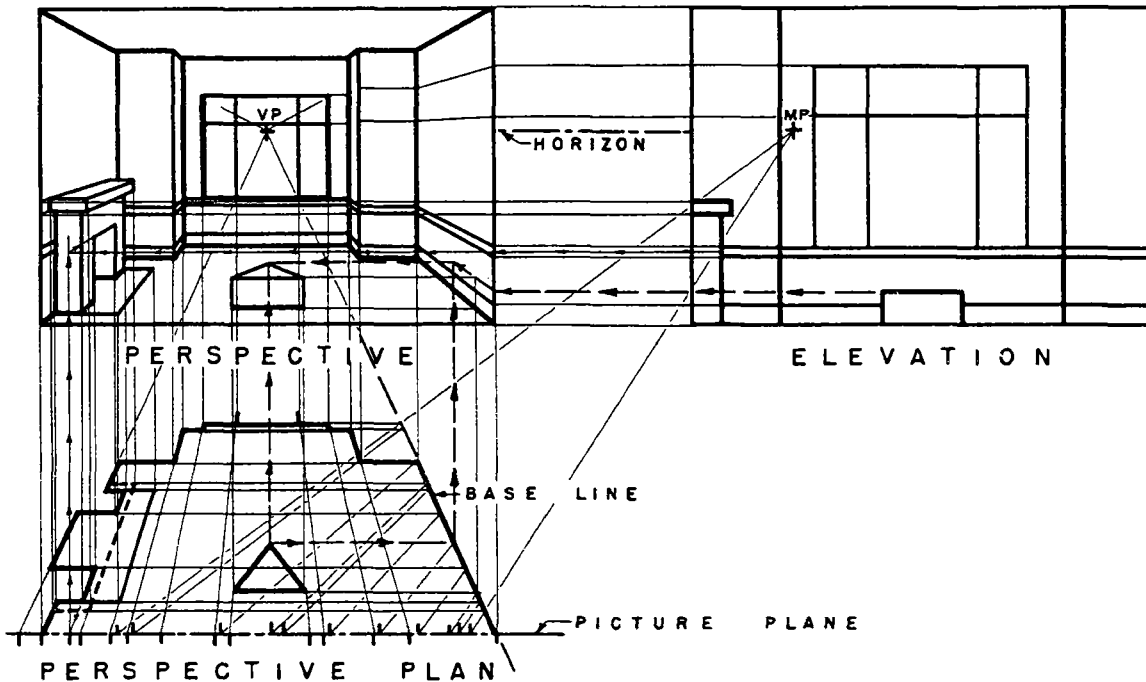 VP
MP
HORIZON
PERSPECTIVE
ELEVATION
BASE LINE
PICTURE PLANE
PERSPECTIVE PLAN